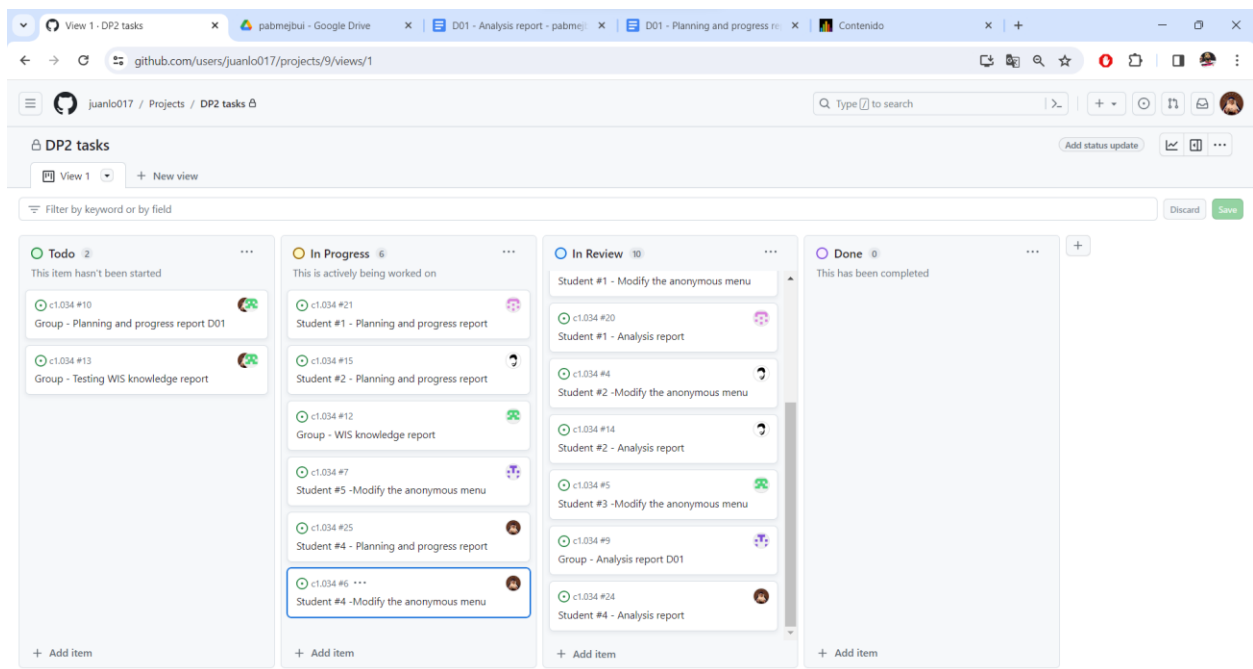 View 1 · DP2 tasks
pabmejbui - Google Drive
D01 - Analysis report - pabmejb
D01 - Planning and progress re
Contenido
github.com/users/juanlo017/projects/9/views/1
juanlo017 / Projects / DP2 tasks
Type / to search
DP2 tasks
Add status update
View 1
+ New view
Filter by keyword or by field
Discard
Save
Todo 2
This item hasn't been started
c1.034 #10
Group - Planning and progress report D01
c1.034 #13
Group - Testing WIS knowledge report
+ Add item
In Progress 6
This is actively being worked on
c1.034 #21
Student #1 - Planning and progress report
c1.034 #15
Student #2 - Planning and progress report
c1.034 #12
Group - WIS knowledge report
c1.034 #7
Student #5 -Modify the anonymous menu
c1.034 #25
Student #4 - Planning and progress report
c1.034 #6
Student #4 -Modify the anonymous menu
+ Add item
In Review 10
Student #1 - Modify the anonymous menu
c1.034 #20
Student #1 - Analysis report
c1.034 #4
Student #2 -Modify the anonymous menu
c1.034 #14
Student #2 - Analysis report
c1.034 #5
Student #3 -Modify the anonymous menu
c1.034 #9
Group - Analysis report D01
c1.034 #24
Student #4 - Analysis report
+ Add item
Done 0
This has been completed
+ Add item